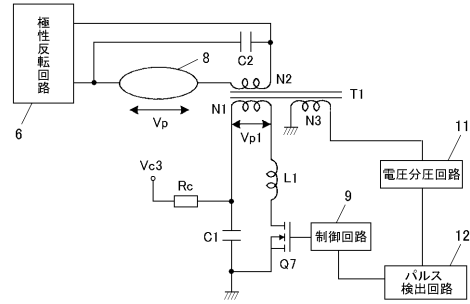 極性
反転
回路
6
C2
8
N2
Vp
T1
N1
Vp1
N3
11
電圧分圧回路
Vc3
Rc
L1
9
制御回路
C1
Q7
12
パルス
検出回路